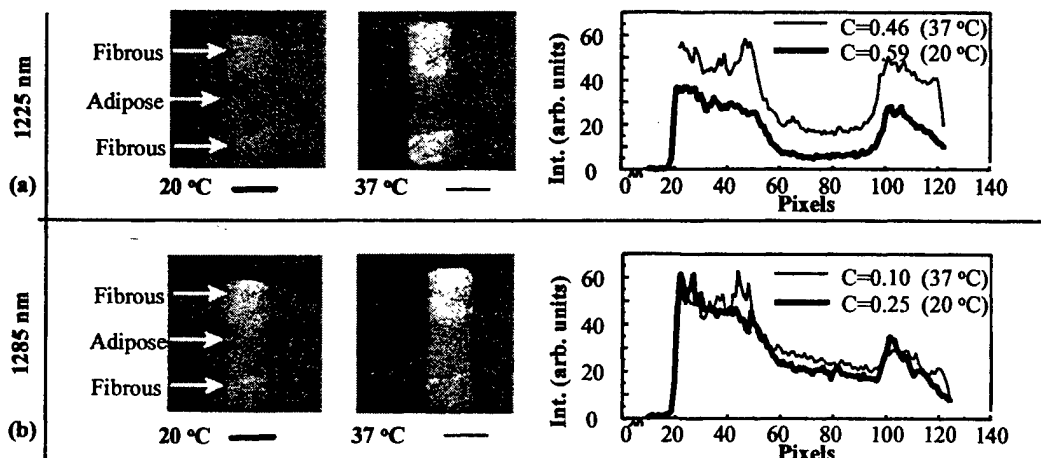 1225 nm
(a)
Fibrous
Adipose
Fibrous
20 °C
37 °C
Int. (arb. units)
60
40
20
0
C=0.46 (37 °C)
C=0.59 (20 °C)
0 20 40 60 80 100 120 140
Pixels
1285 nm
(b)
Fibrous
Adipose
Fibrous
20 °C
37 °C
Int. (arb. units)
60
40
20
0
C=0.10 (37 °C)
C=0.25 (20 °C)
0 20 40 60 80 100 120 140
Pixels